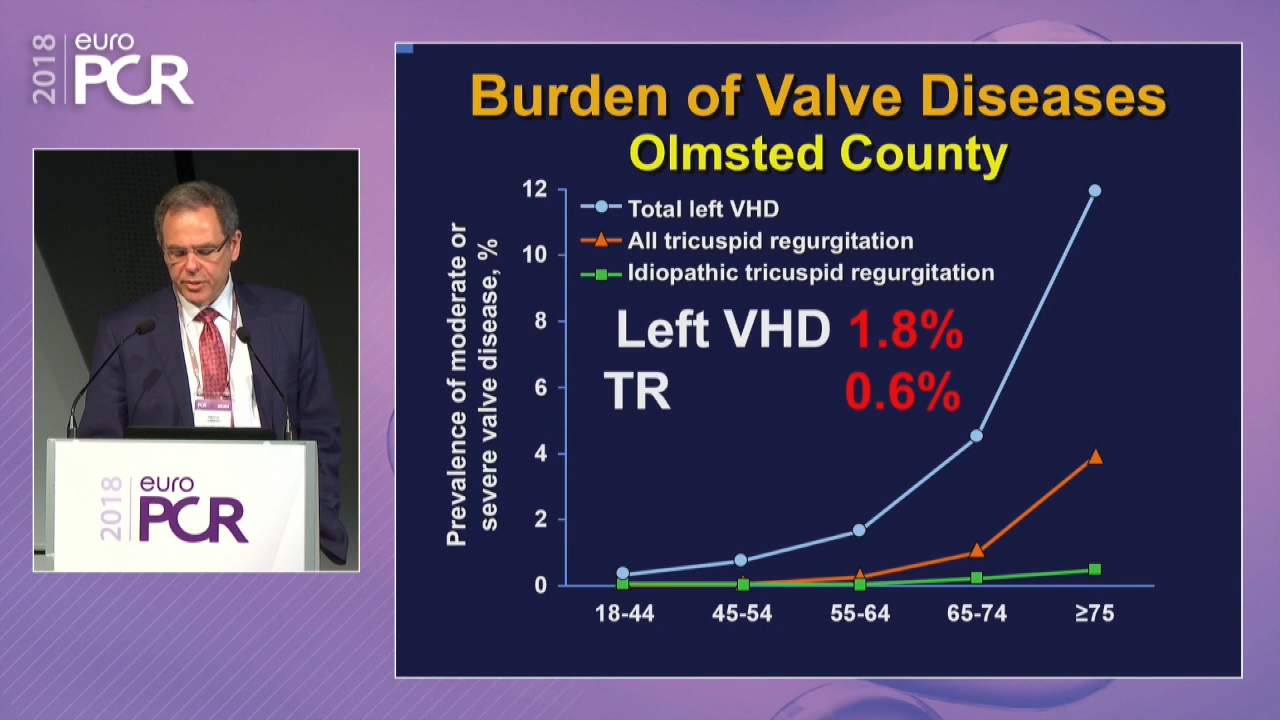 2018
euro
PCR
Burden of Valve Diseases
Olmsted County
Total left VHD
All tricuspid regurgitation
Idiopathic tricuspid regurgitation
Left VHD 1.8%
TR 0.6%
Prevalence of moderate or
severe valve disease, %
12
10
8
6
4
2
0
18-44 45-54 55-64 65-74 ≥75
2018
euro
PCR